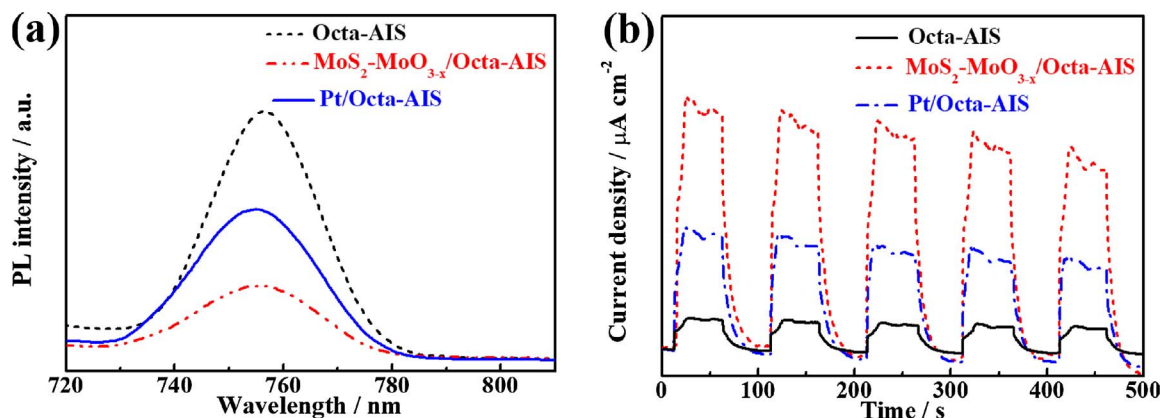 (a)
Octa-AIS
MoS₂-MoO₃₋ₓ/Octa-AIS
Pt/Octa-AIS
PL intensity / a.u.
720 740 760 780 800
Wavelength / nm
(b)
Octa-AIS
MoS₂-MoO₃₋ₓ/Octa-AIS
Pt/Octa-AIS
Current density / μA cm⁻²
0 100 200 300 400 500
Time / s